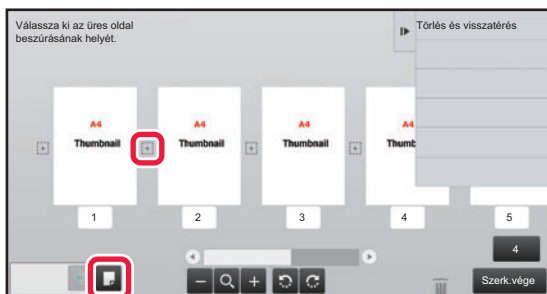 Válassza ki az üres oldal
beszúrásának helyét.
Törlés és visszatérés
A4
Thumbnail
A4
Thumbnail
A4
Thumbnail
A4
Thumb
1
2
3
4
5
4
Szerk.vége